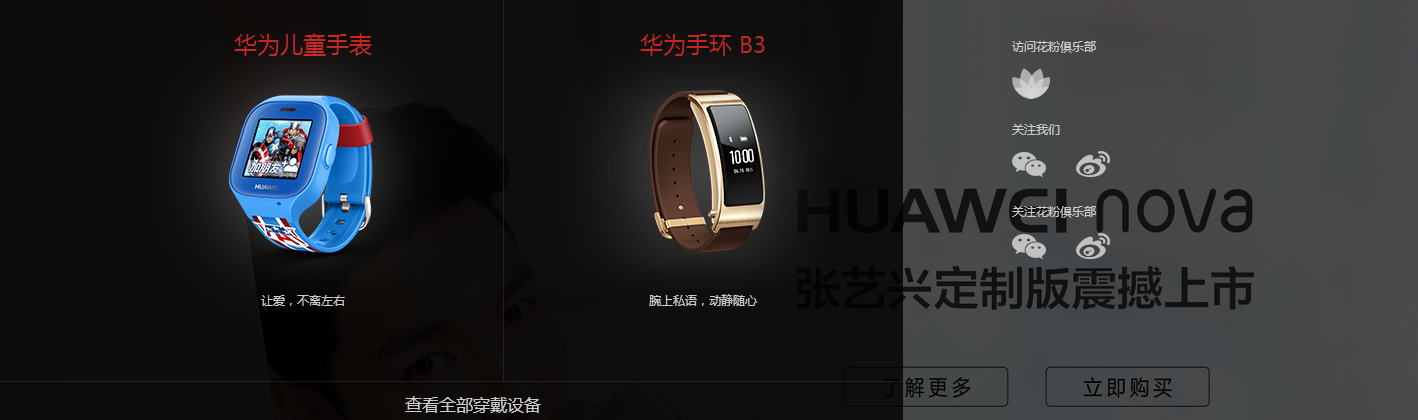 华为儿童手表
加朋友
HUAWEI
让爱，不离左右
华为手环 B3
10:00
腕上私语，动静随心
查看全部穿戴设备
访问花粉俱乐部
关注我们
关注花粉俱乐部
HUAWEI nova
张艺兴定制版震撼上市
了解更多
立即购买